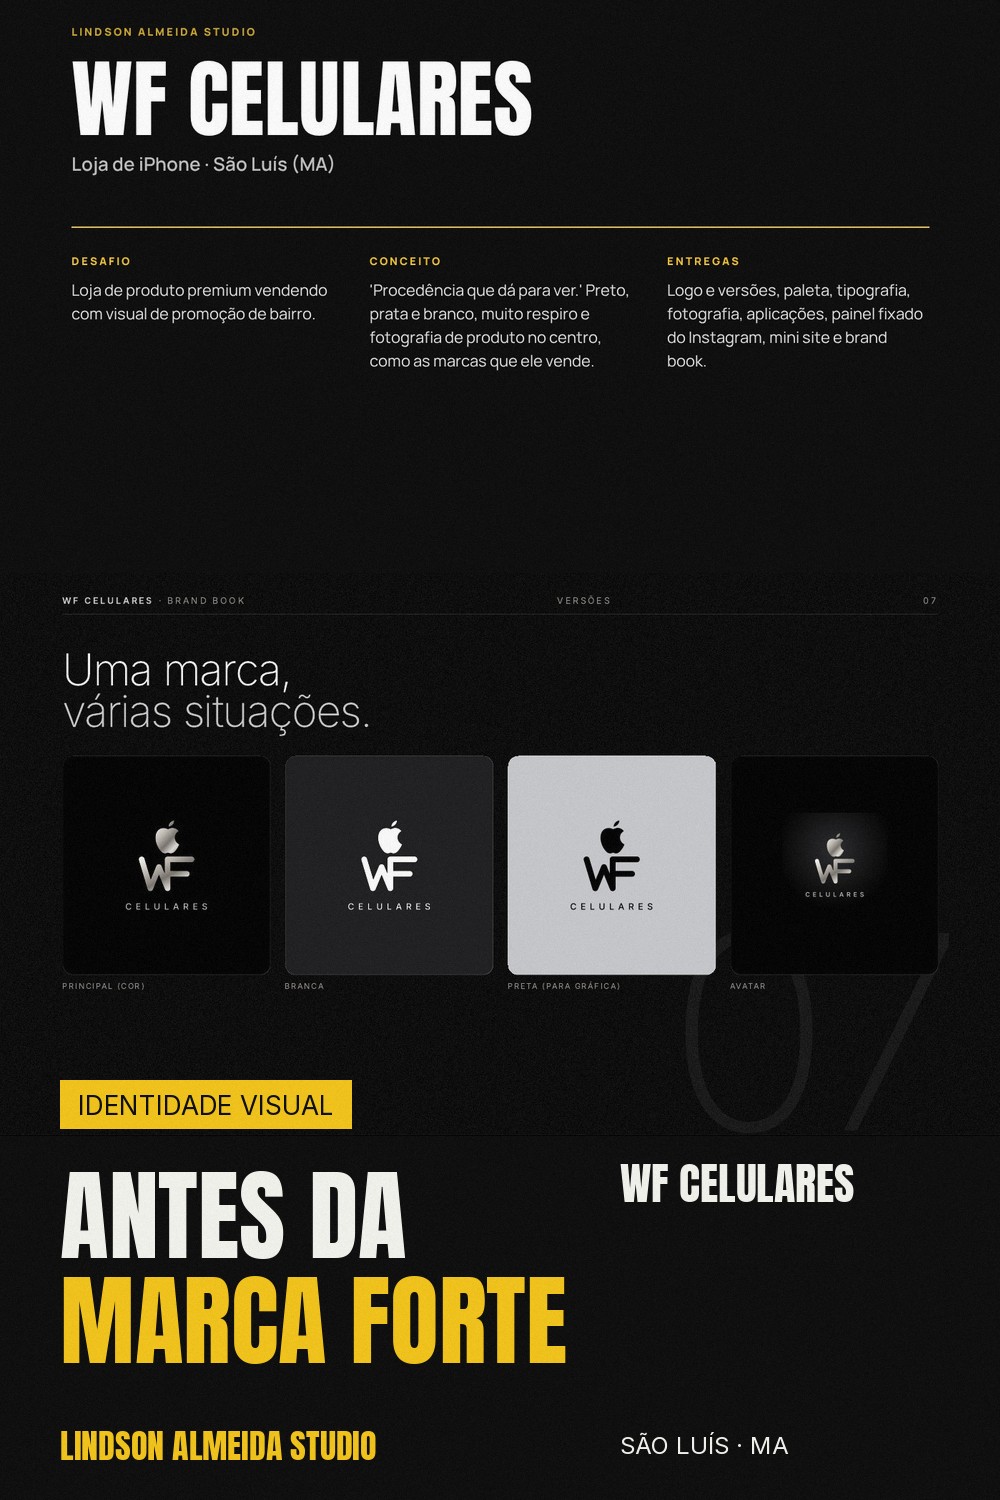 LINDSON ALMEIDA STUDIO
WF CELULARES
Loja de iPhone · São Luís (MA)
DESAFIO
Loja de produto premium vendendo
com visual de promoção de bairro.
CONCEITO
'Procedência que dá para ver.' Preto,
prata e branco, muito respiro e
fotografia de produto no centro,
como as marcas que ele vende.
ENTREGAS
Logo e versões, paleta, tipografia,
fotografia, aplicações, painel fixado
do Instagram, mini site e brand
book.
WF CELULARES · BRAND BOOK
VERSÕES
07
Uma marca,
várias situações.
WF
CELULARES
WF
CELULARES
WF
CELULARES
WF
CELULARES
PRINCIPAL (COR)
BRANCA
PRETA (PARA GRÁFICA)
AVATAR
07
IDENTIDADE VISUAL
ANTES DA
MARCA FORTE
WF CELULARES
LINDSON ALMEIDA STUDIO
SÃO LUÍS · MA